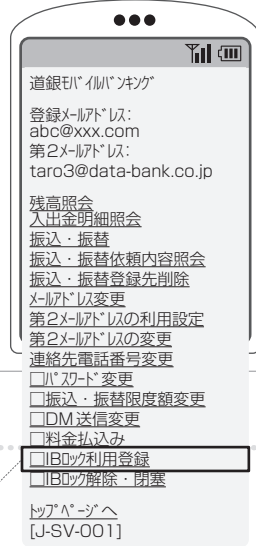 道銀ﾓﾊﾞｲﾙﾊﾞﾝｷﾝｸﾞ
登録ﾒｰﾙｱﾄﾞﾚｽ:
abc@xxx.com
第2ﾒｰﾙｱﾄﾞﾚｽ:
taro3@data-bank.co.jp
残高照会
入出金明細照会
振込・振替
振込・振替依頼内容照会
振込・振替登録先削除
ﾒｰﾙｱﾄﾞﾚｽ変更
第2ﾒｰﾙｱﾄﾞﾚｽの利用設定
第2ﾒｰﾙｱﾄﾞﾚｽの変更
連絡先電話番号変更
□ﾊﾟｽﾜｰﾄﾞ変更
□振込・振替限度額変更
□DM送信変更
□料金払込み
□IBﾛｯｸ利用登録
□IBﾛｯｸ解除・閉塞
ﾄｯﾌﾟﾍﾟｰｼﾞへ
[J-SV-001]